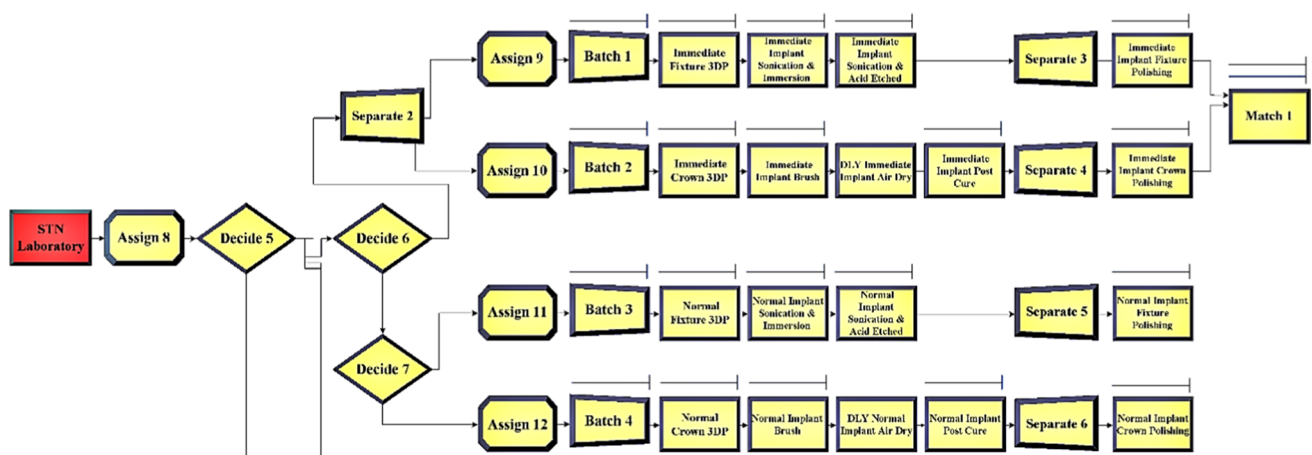 Assign 9
Batch 1
Immediate
Fixture 3DP
Immediate
Implant
Sonication &
Immersion
Immediate
Implant
Sonication &
Acid Etched
Separate 3
Immediate
Implant Fixture
Polishing
Match 1
Separate 2
Assign 10
Batch 2
Immediate
Crown 3DP
Immediate
Implant Brush
DLY Immediate
Implant Air Dry
Immediate
Implant Post
Cure
Separate 4
Immediate
Implant Crown
Polishing
STN
Laboratory
Assign 8
Decide 5
Decide 6
Assign 11
Batch 3
Normal
Fixture 3DP
Normal Implant
Sonication &
Immersion
Normal
Implant
Sonication &
Acid Etched
Separate 5
Normal Implant
Fixture
Polishing
Decide 7
Assign 12
Batch 4
Normal
Crown 3DP
Normal Implant
Brush
DLY Normal
Implant Air Dry
Normal Implant
Post Cure
Separate 6
Normal Implant
Crown Polishing